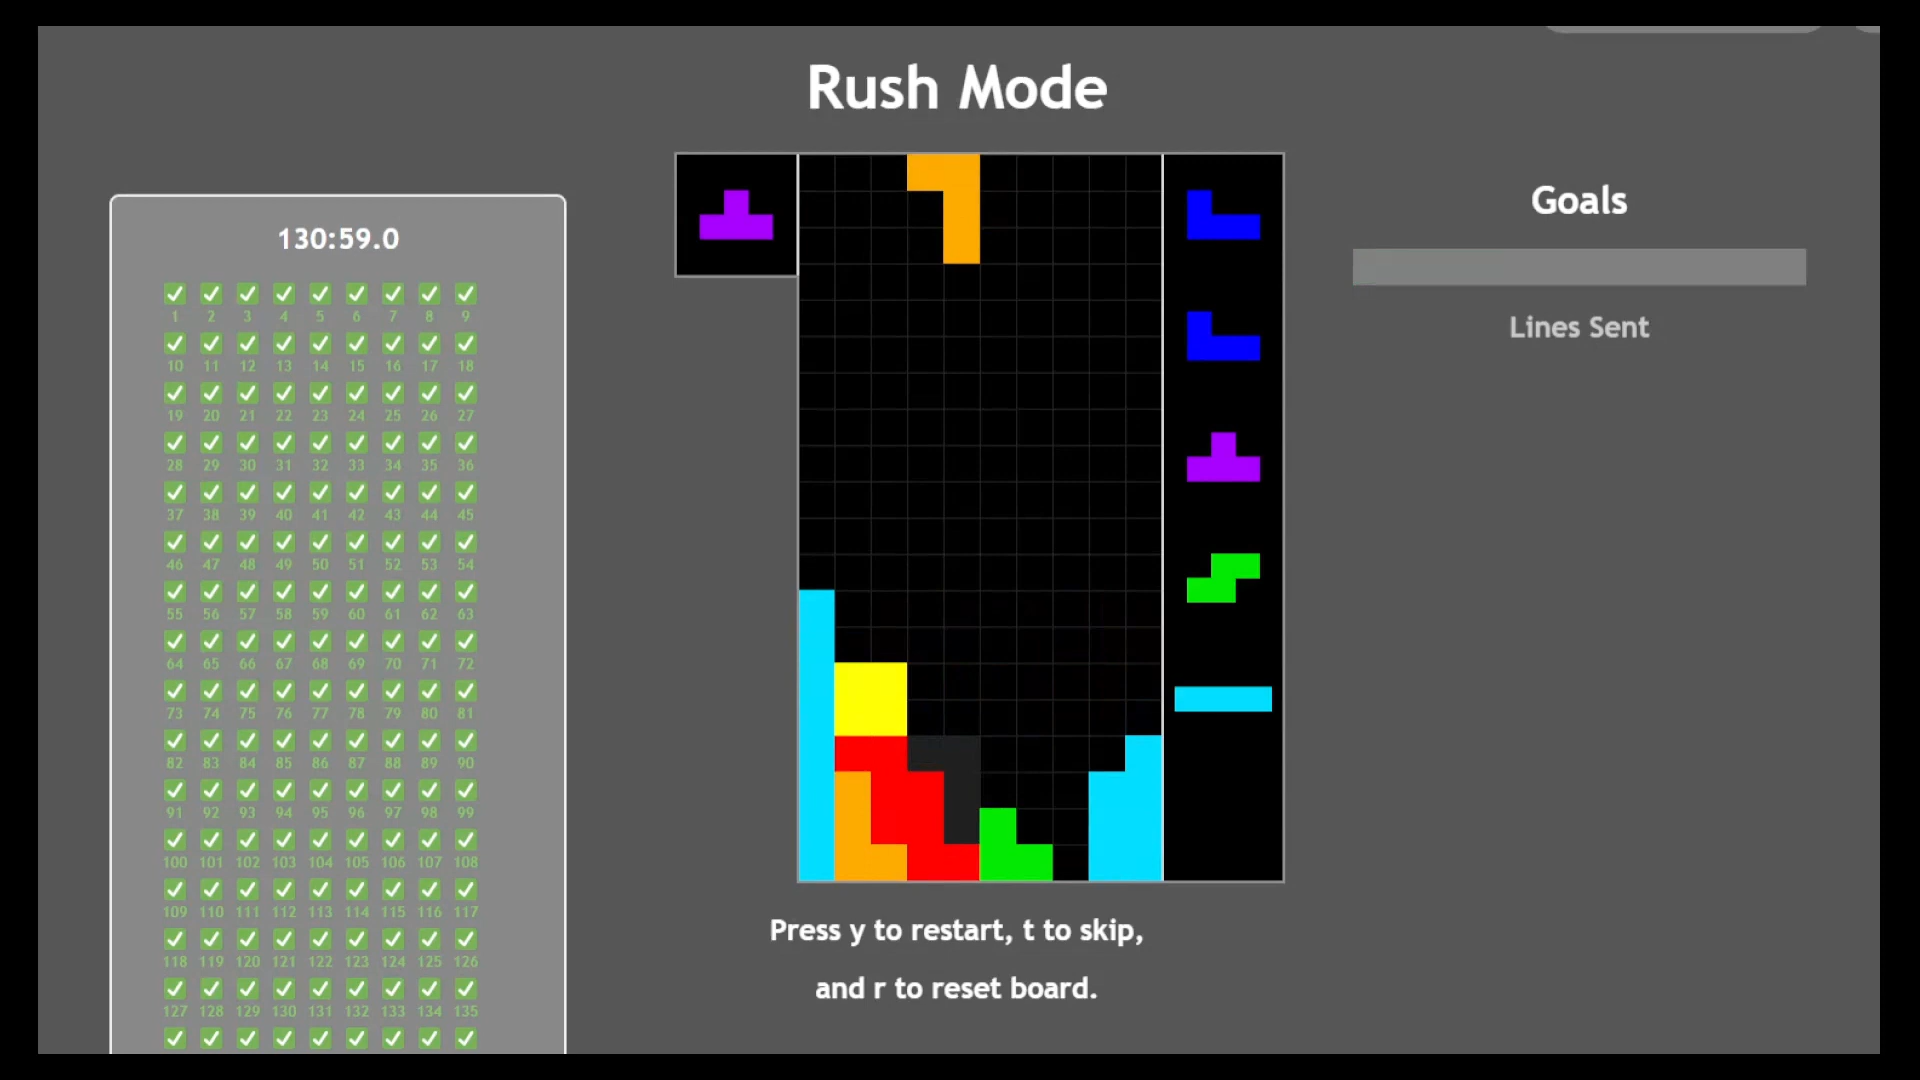 Rush Mode
130:59.0
1 2 3 4 5 6 7 8 9
10 11 12 13 14 15 16 17 18
19 20 21 22 23 24 25 26 27
28 29 30 31 32 33 34 35 36
37 38 39 40 41 42 43 44 45
46 47 48 49 50 51 52 53 54
55 56 57 58 59 60 61 62 63
64 65 66 67 68 69 70 71 72
73 74 75 76 77 78 79 80 81
82 83 84 85 86 87 88 89 90
91 92 93 94 95 96 97 98 99
100 101 102 103 104 105 106 107 108
109 110 111 112 113 114 115 116 117
118 119 120 121 122 123 124 125 126
127 128 129 130 131 132 133 134 135
Goals
Lines Sent
Press y to restart, t to skip,
and r to reset board.